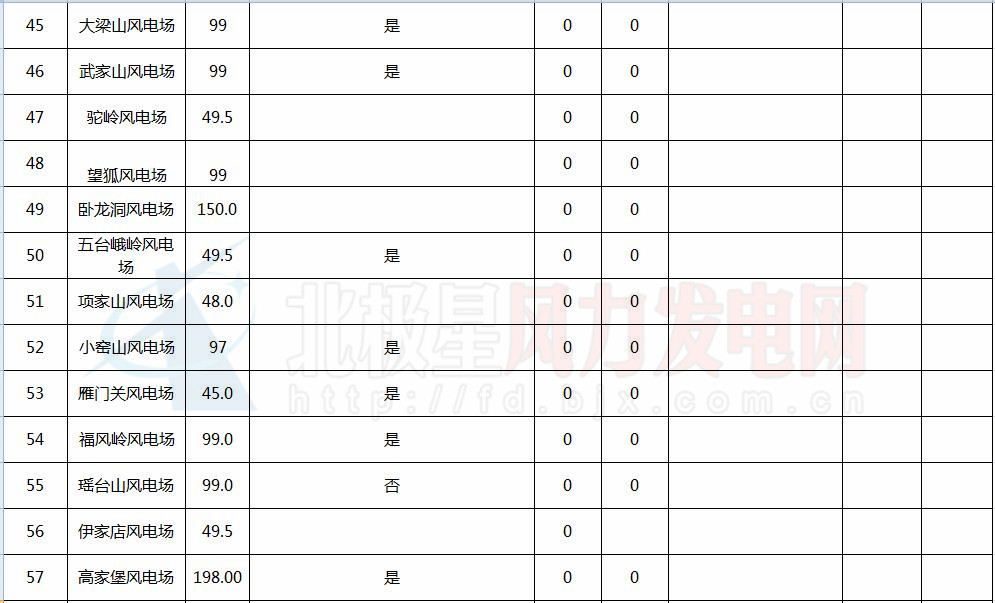 45 大梁山风电场 99 是 0 0
46 武家山风电场 99 是 0 0
47 驼岭风电场 49.5 0 0
48 望狐风电场 99 0 0
49 卧龙洞风电场 150.0 0 0
50 五台峨岭风电场 49.5 是 0 0
51 项家山风电场 48.0 0 0
52 小窑山风电场 97 是 0 0
53 雁门关风电场 45.0 是 0 0
54 福风岭风电场 99.0 是 0 0
55 瑶台山风电场 99.0 否 0 0
56 伊家店风电场 49.5 0
57 高家堡风电场 198.00 是 0 0
北极星风力发电网
http://fd.bjx.com.cn